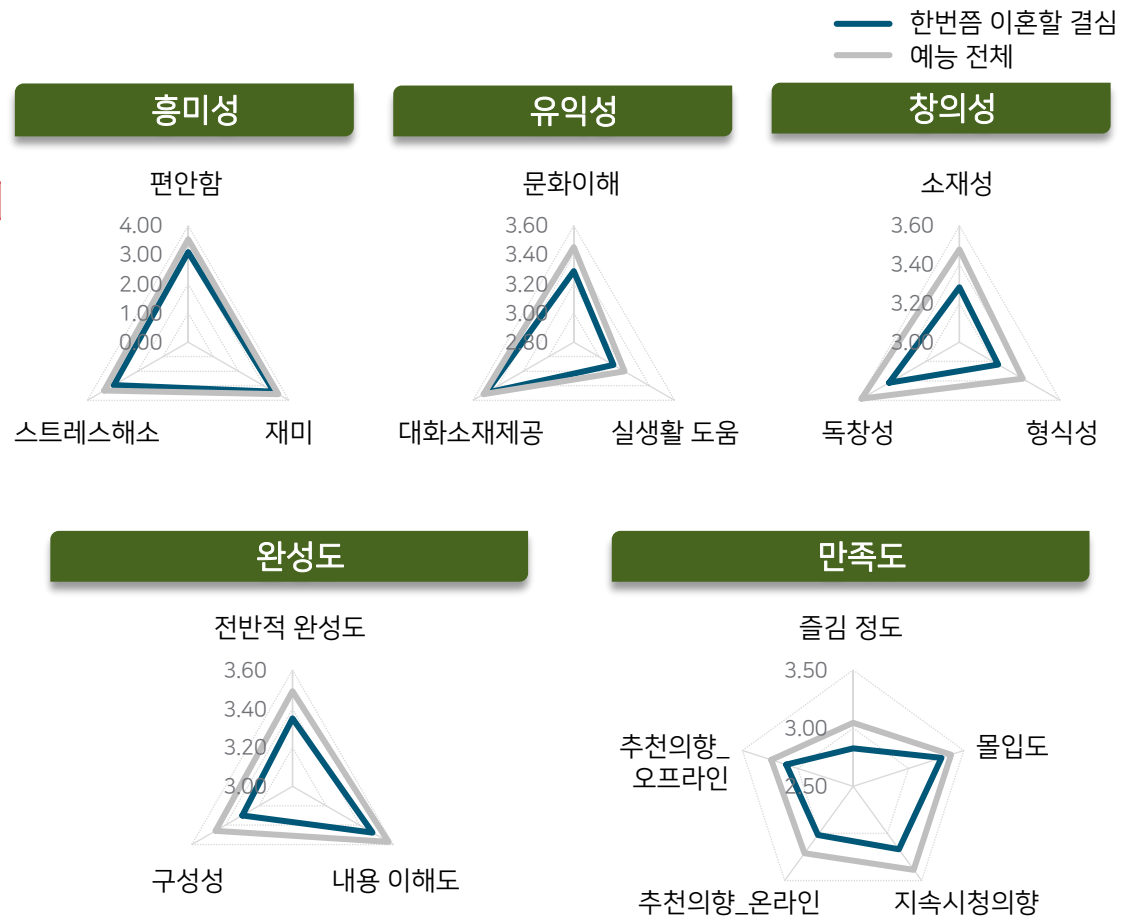 한번쯤 이혼할 결심
예능 전체
흥미성
유익성
창의성
편안함
4.00
3.00
2.00
1.00
0.00
스트레스해소
재미
문화이해
3.60
3.40
3.20
3.00
2.80
대화소재제공
실생활 도움
소재성
3.60
3.40
3.20
3.00
독창성
형식성
완성도
만족도
전반적 완성도
3.60
3.40
3.20
3.00
구성성
내용 이해도
즐김 정도
3.50
3.00
2.50
추천의향_
오프라인
몰입도
추천의향_온라인
지속시청의향